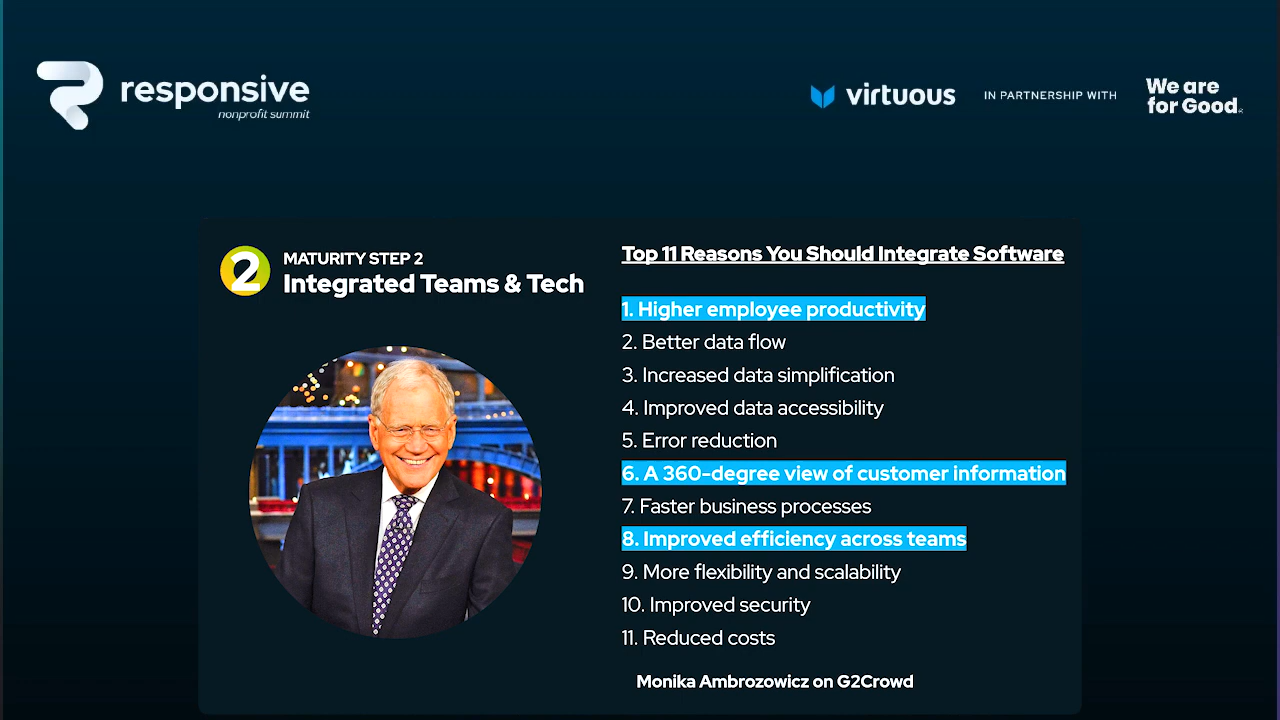 responsive
nonprofit summit
virtuous
IN PARTNERSHIP WITH
We are
for Good.
2
MATURITY STEP 2
Integrated Teams & Tech
Top 11 Reasons You Should Integrate Software
1. Higher employee productivity
2. Better data flow
3. Increased data simplification
4. Improved data accessibility
5. Error reduction
6. A 360-degree view of customer information
7. Faster business processes
8. Improved efficiency across teams
9. More flexibility and scalability
10. Improved security
11. Reduced costs
Monika Ambrozowicz on G2Crowd